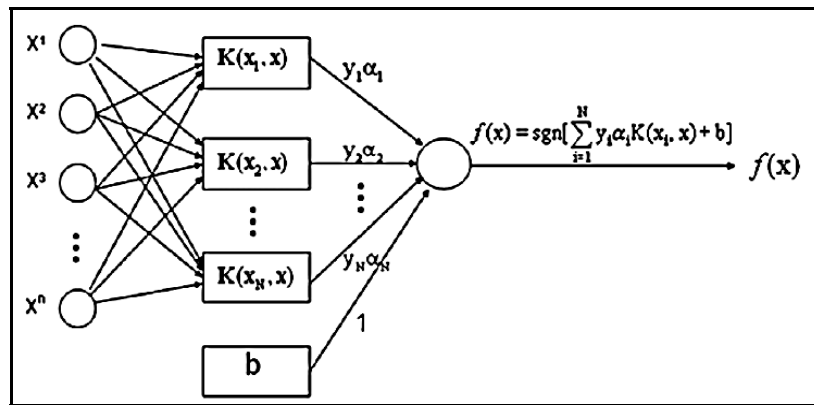 X¹
X²
X³
Xⁿ
K(x₁, x)
K(x₂, x)
K(x_N, x)
b
y₁α₁
y₂α₂
y_Nα_N
1
f(x) = sgn[∑_{i=1}^{N} y_iα_iK(x_i, x) + b]
f(x)